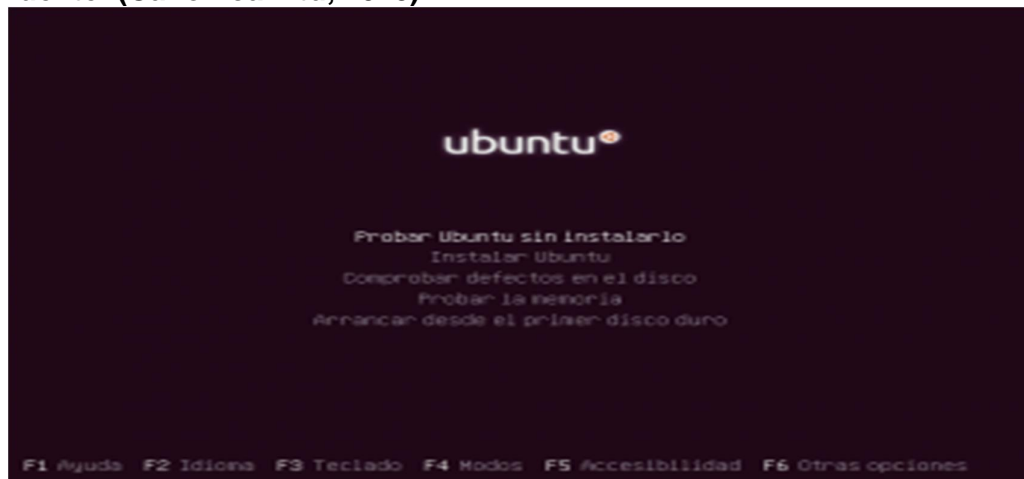 ubuntu
Probar Ubuntu sin instalarlo
Instalar Ubuntu
Comprobar defectos en el disco
Probar la memoria
Arrancar desde el primer disco duro
F1 Ayuda F2 Idioma F3 Teclado F4 Modos F5 Accesibilidad F6 Otras opciones